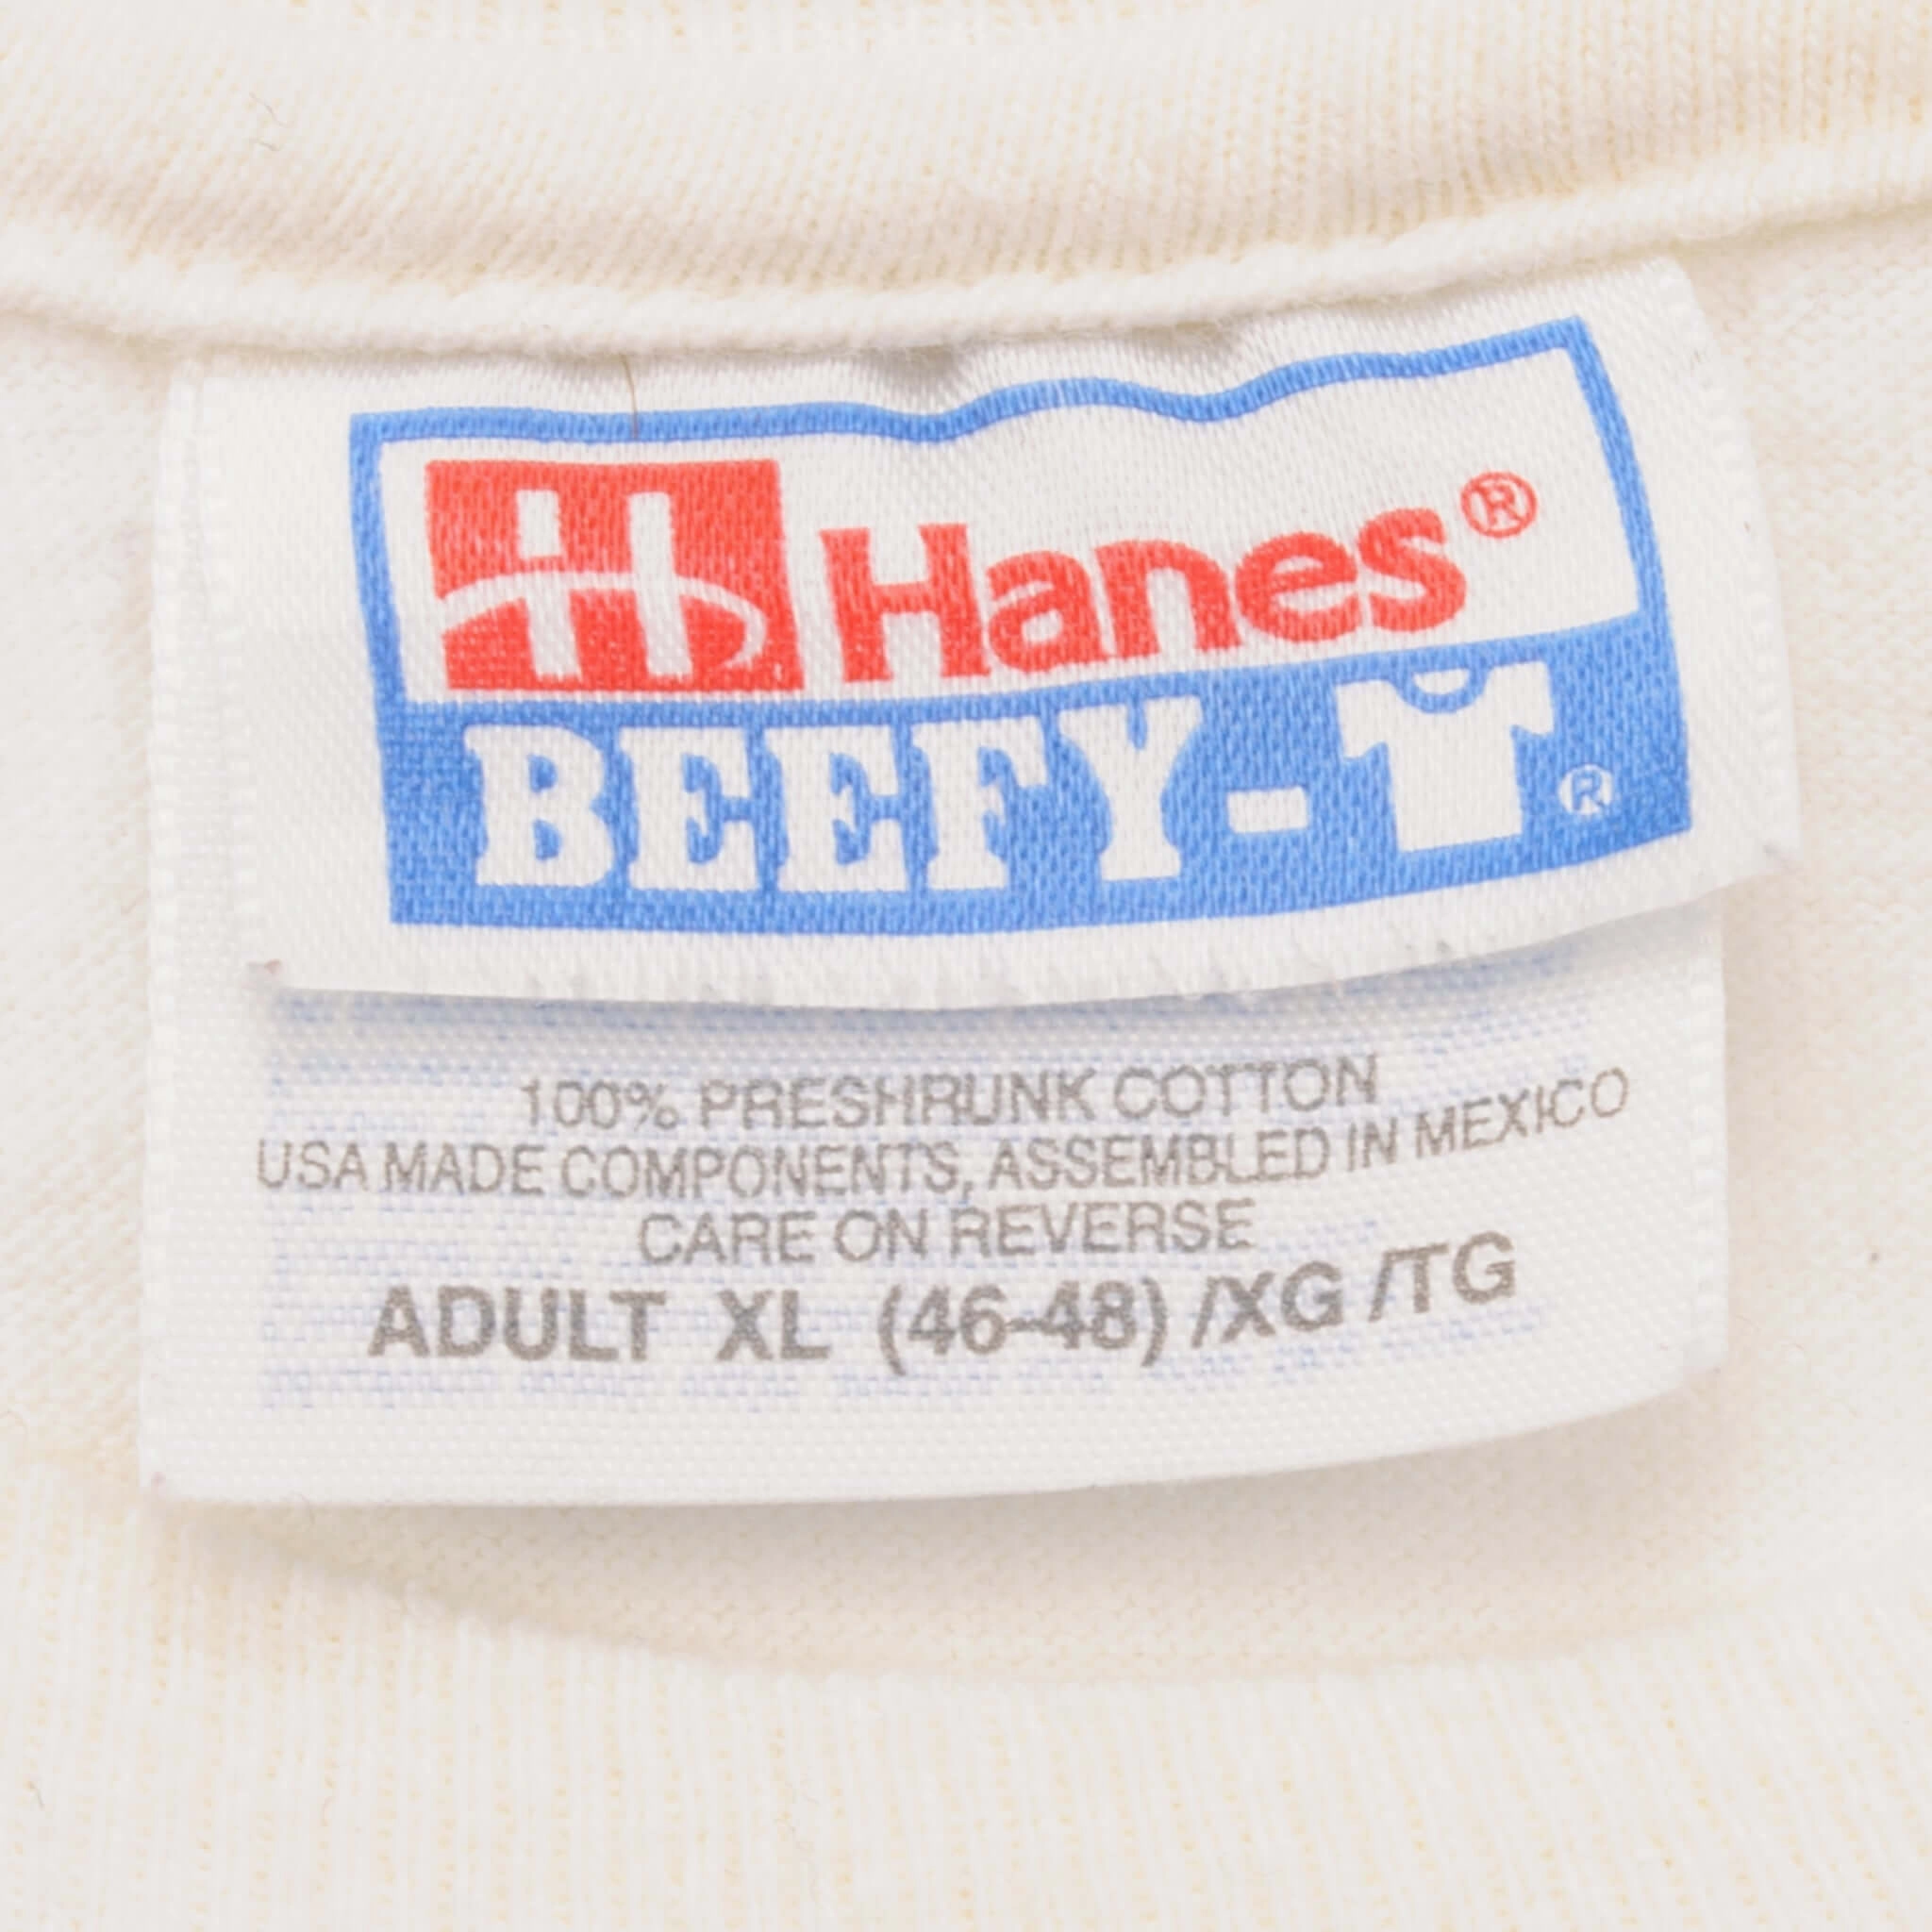 Hanes®
BEEFY-T®
100% PRESHRUNK COTTON
USA MADE COMPONENTS, ASSEMBLED IN MEXICO
CARE ON REVERSE
ADULT XL (46-48) /XG /TG